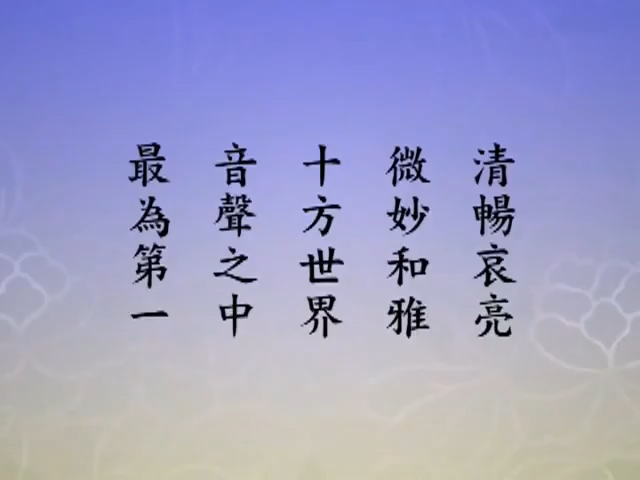 清暢哀亮
微妙和雅
十方世界
音聲之中
最為第一